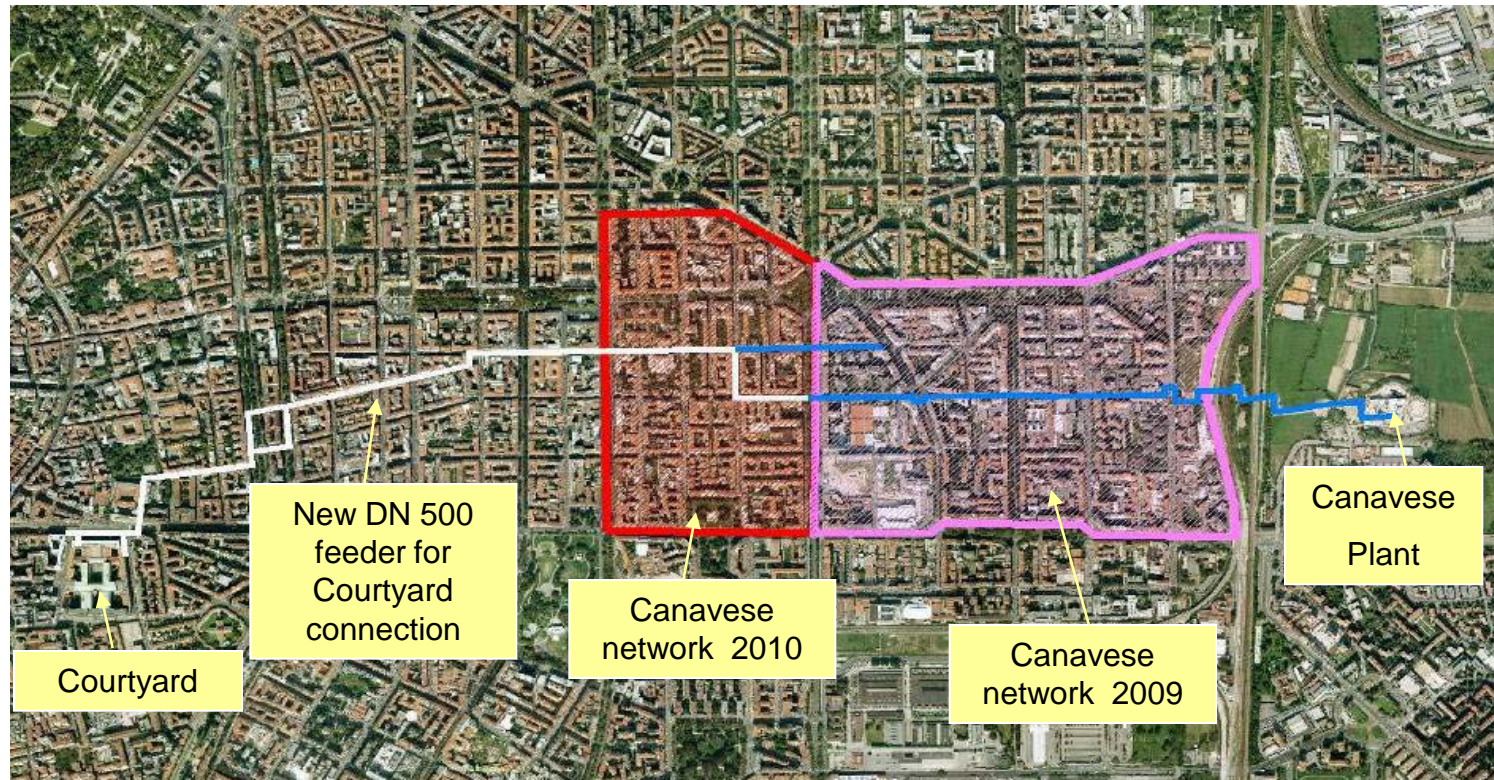 Courtyard
New DN 500
feeder for
Courtyard
connection
Canavese
network 2010
Canavese
network 2009
Canavese
Plant